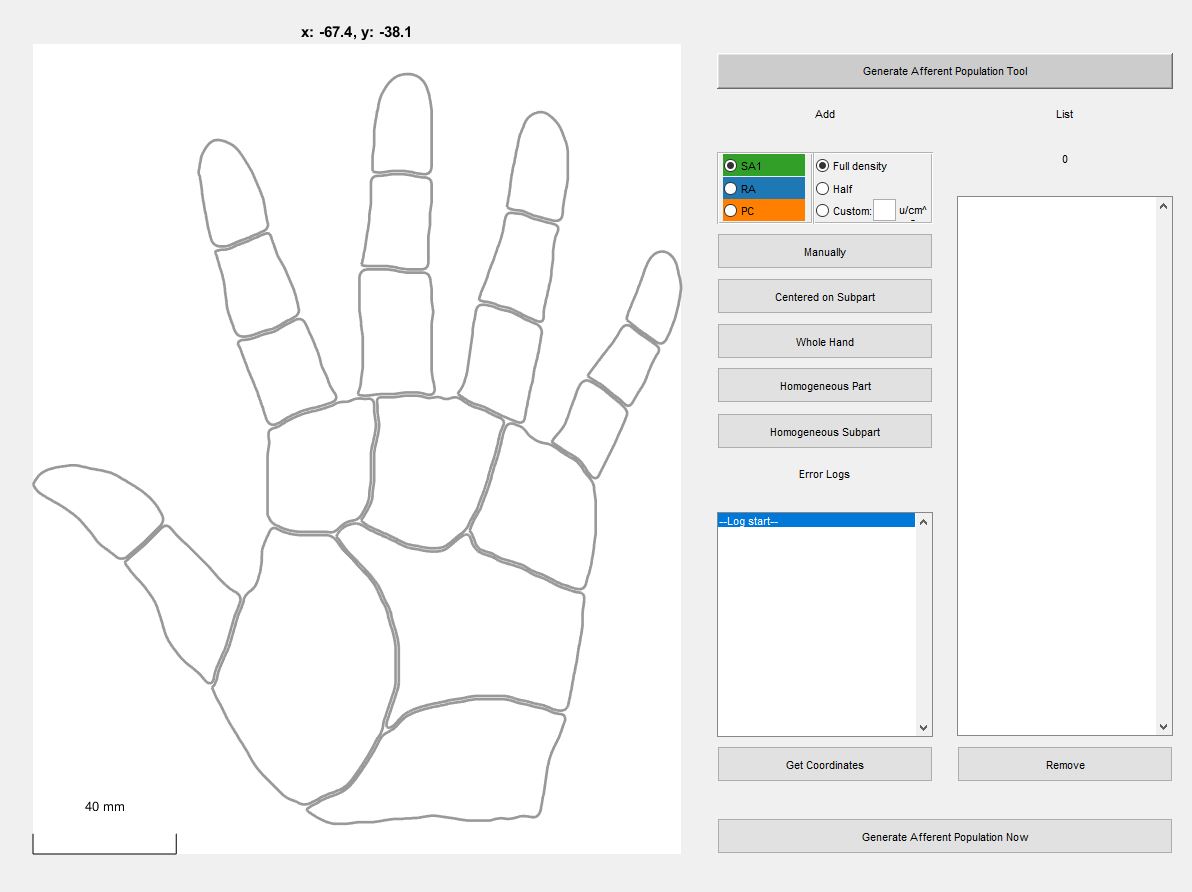 x: -67.4, y: -38.1
Generate Afferent Population Tool
Add
List
SA1
Full density
0
RA
Half
PC
Custom:
u/cm^
Manually
Centered on Subpart
Whole Hand
Homogeneous Part
Homogeneous Subpart
Error Logs
--Log start--
Get Coordinates
Remove
40 mm
Generate Afferent Population Now